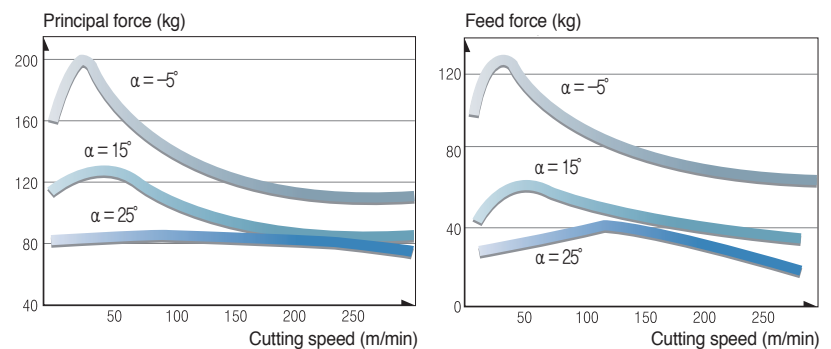 Principal force (kg)
200
160
120
80
40
α = –5°
α = 15°
α = 25°
50 100 150 200 250
Cutting speed (m/min)
Feed force (kg)
120
80
40
0
α = –5°
α = 15°
α = 25°
50 100 150 200 250
Cutting speed (m/min)